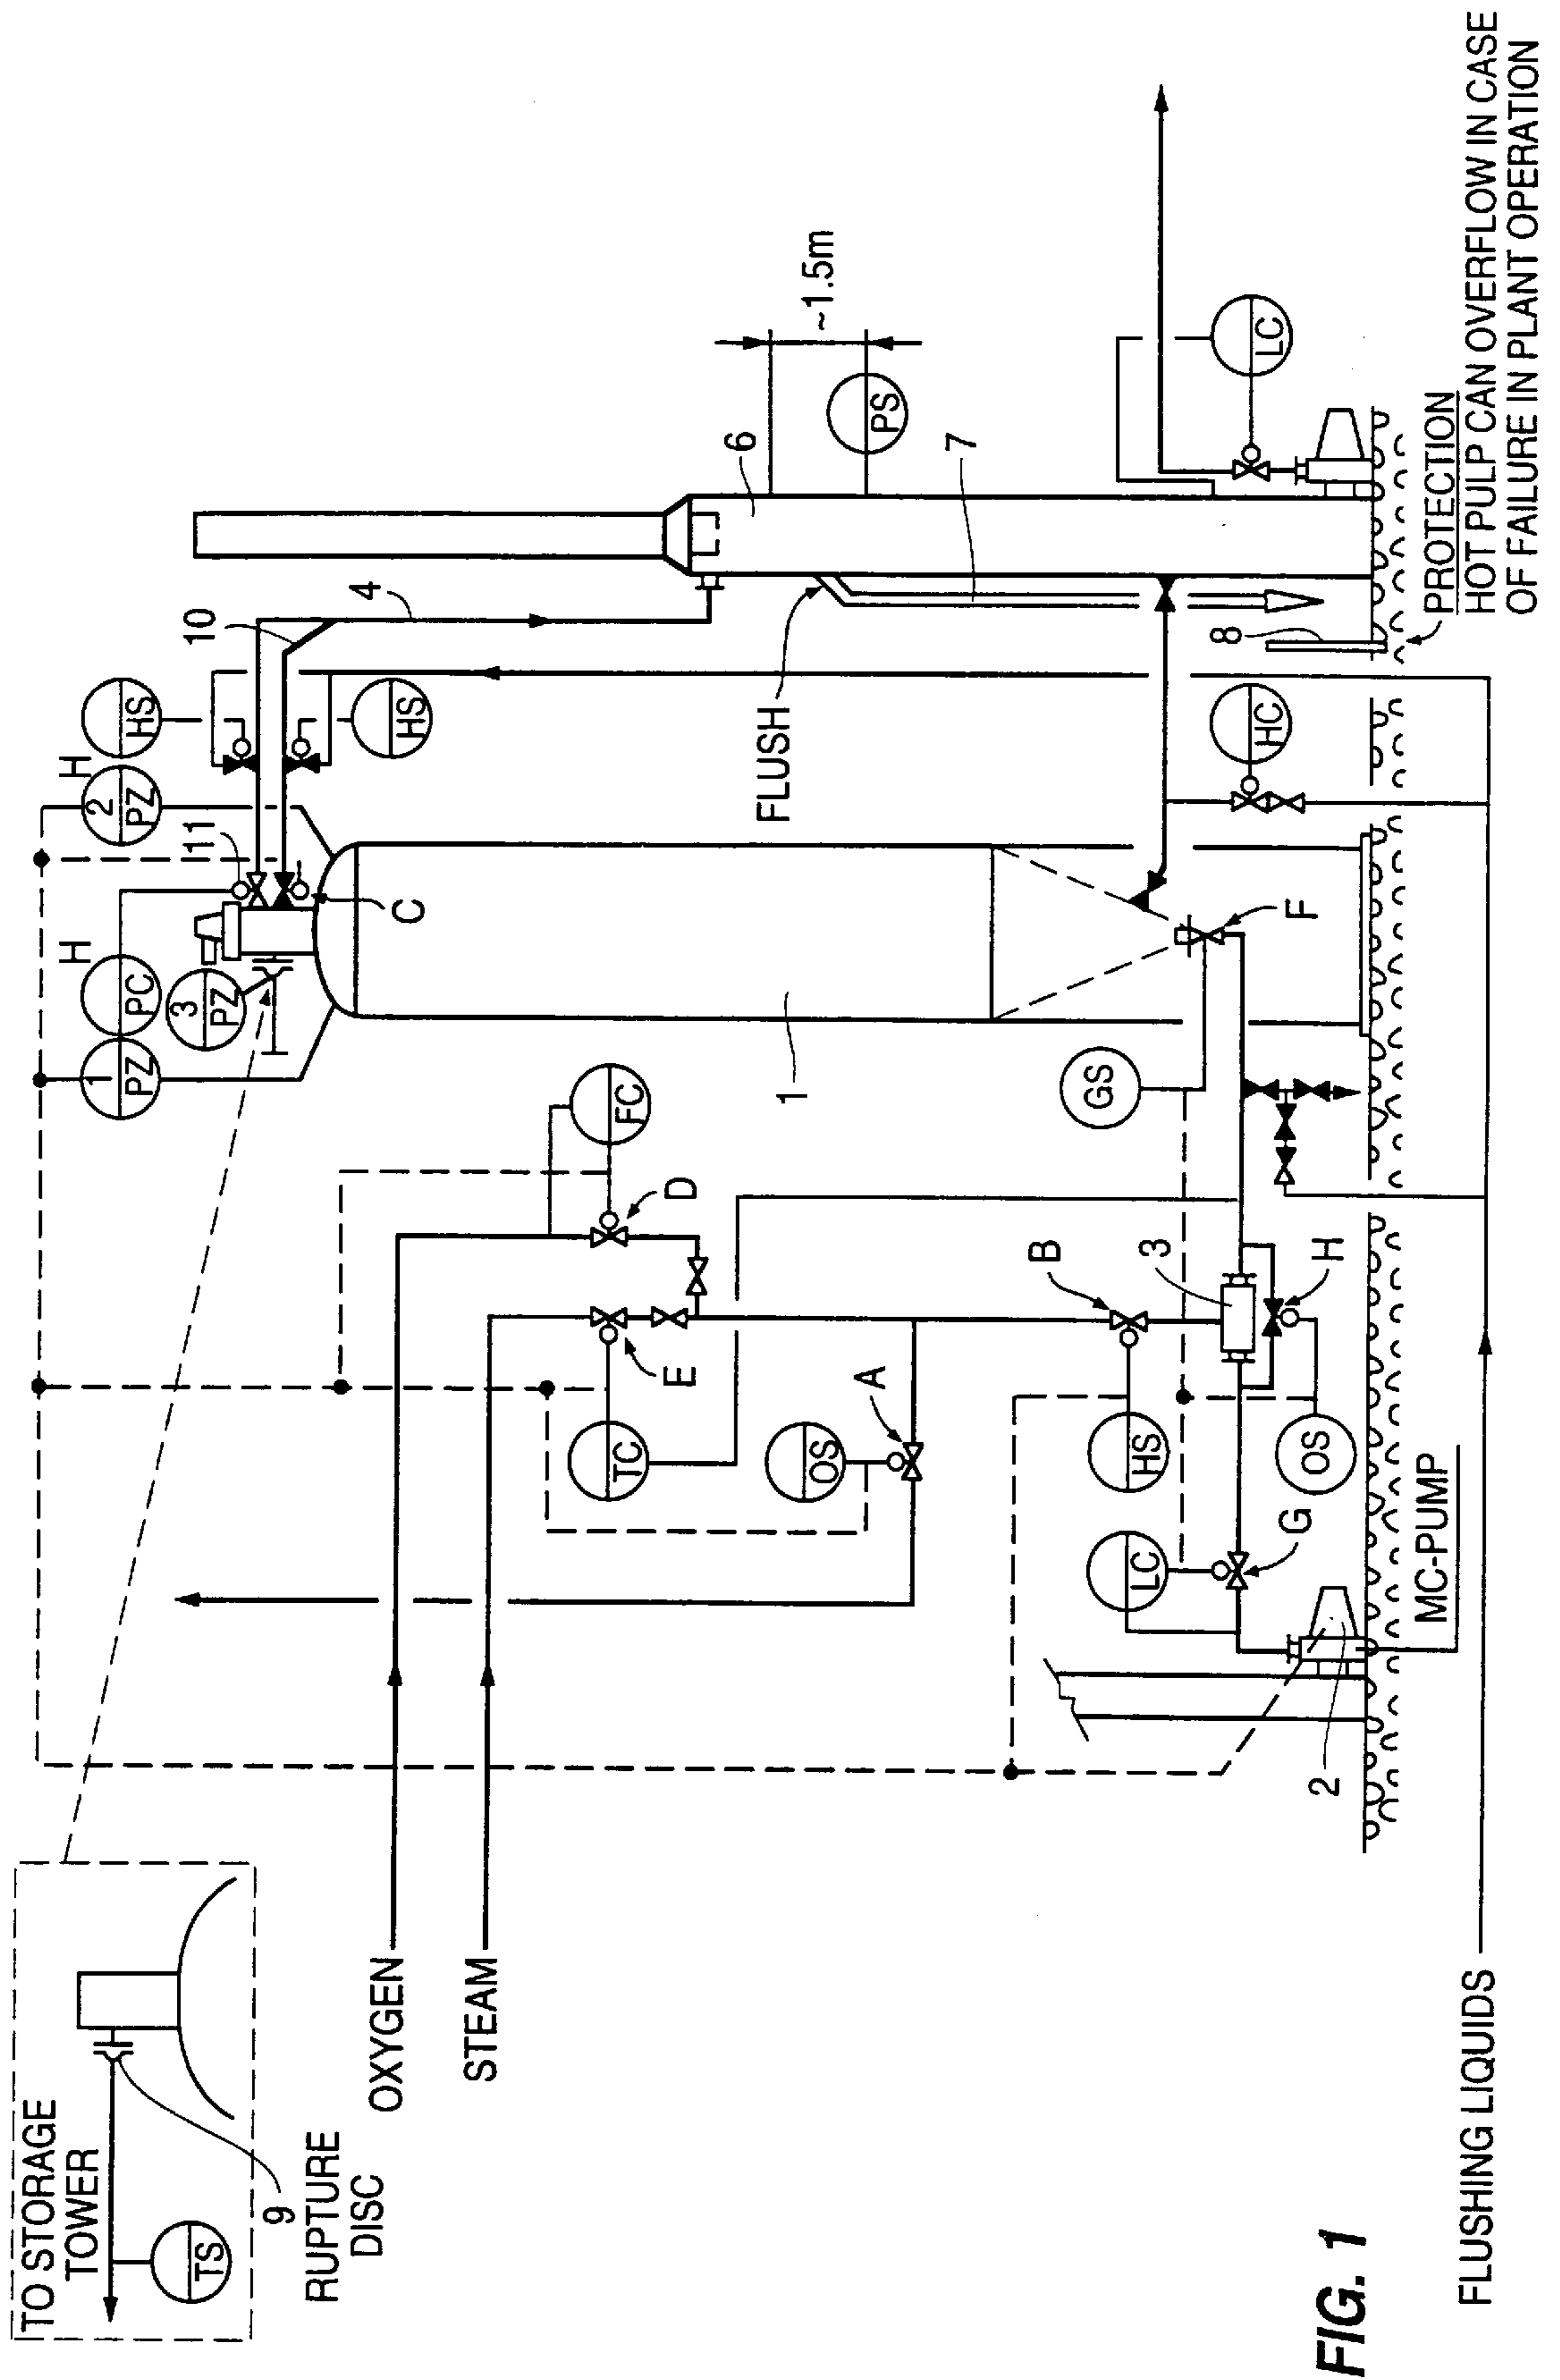 TO STORAGE
TOWER
TS
9
RUPTURE
DISC
OXYGEN
STEAM
1
PZ
PC
H
3
PZ
2
PZ
H
11
HS
HS
10
4
C
6
~1.5m
PS
7
FLUSH
1
FC
D
E
TC
OS
A
B
HS
3
H
OS
GS
F
LC
G
2
MC-PUMP
HC
8
LC
PROTECTION
HOT PULP CAN OVERFLOW IN CASE
OF FAILURE IN PLANT OPERATION
FLUSHING LIQUIDS
FIG. 1